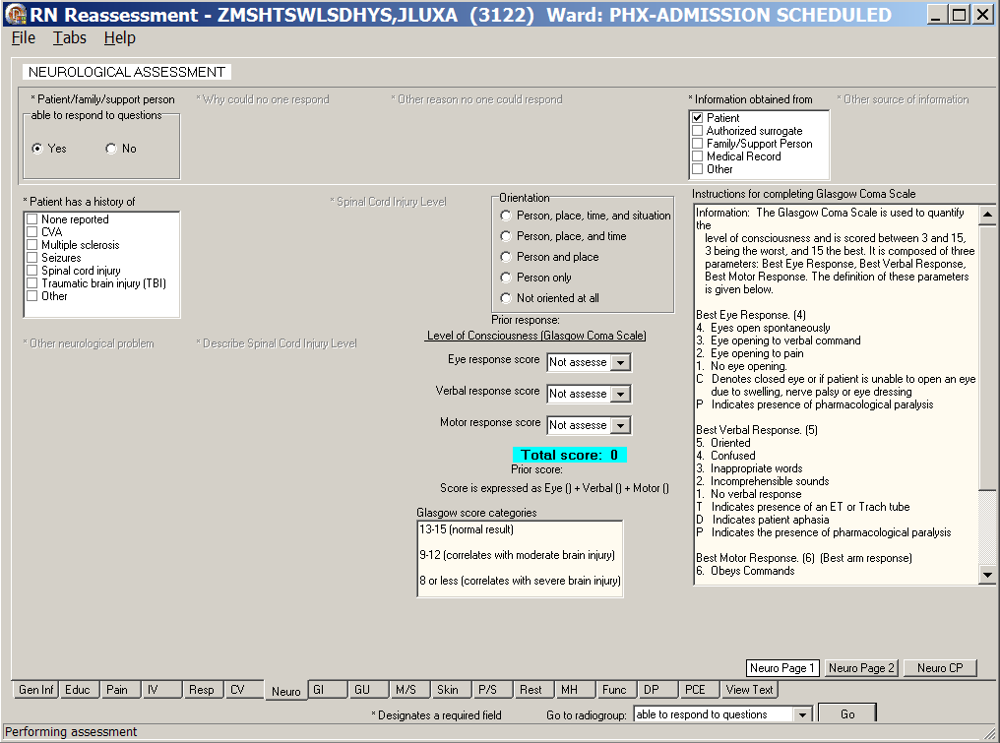 RN Reassessment - ZMSHTSWLSDHYS,JLUXA (3122) Ward: PHX-ADMISSION SCHEDULED
File Tabs Help
NEUROLOGICAL ASSESSMENT
* Patient/family/support person
able to respond to questions
Yes No
* Why could no one respond
* Other reason no one could respond
* Information obtained from
Patient
Authorized surrogate
Family/Support Person
Medical Record
Other
* Other source of information
* Patient has a history of
None reported
CVA
Multiple sclerosis
Seizures
Spinal cord injury
Traumatic brain injury (TBI)
Other
* Spinal Cord Injury Level
* Other neurological problem
* Describe Spinal Cord Injury Level
Orientation
Person, place, time, and situation
Person, place, and time
Person and place
Person only
Not oriented at all
Prior response:
Level of Consciousness (Glasgow Coma Scale)
Eye response score Not assesse
Verbal response score Not assesse
Motor response score Not assesse
Total score: 0
Prior score:
Score is expressed as Eye () + Verbal () + Motor ()
Glasgow score categories
13-15 (normal result)
9-12 (correlates with moderate brain injury)
8 or less (correlates with severe brain injury)
Instructions for completing Glasgow Coma Scale
Information: The Glasgow Coma Scale is used to quantify
the
level of consciousness and is scored between 3 and 15,
3 being the worst, and 15 the best. It is composed of three
parameters: Best Eye Response, Best Verbal Response,
Best Motor Response. The definition of these parameters
is given below.
Best Eye Response. (4)
4. Eyes open spontaneously
3. Eye opening to verbal command
2. Eye opening to pain
1. No eye opening.
C Denotes closed eye or if patient is unable to open an eye
due to swelling, nerve palsy or eye dressing
P Indicates presence of pharmacological paralysis
Best Verbal Response. (5)
5. Oriented
4. Confused
3. Inappropriate words
2. Incomprehensible sounds
1. No verbal response
T Indicates presence of an ET or Trach tube
D Indicates patient aphasia
P Indicates the presence of pharmacological paralysis
Best Motor Response. (6) (Best arm response)
6. Obeys Commands
Neuro Page 1 Neuro Page 2 Neuro CP
Gen Inf Educ Pain IV Resp CV Neuro GI GU M/S Skin P/S Rest MH Func DP PCE View Text
* Designates a required field Go to radiogroup: able to respond to questions Go
Performing assessment